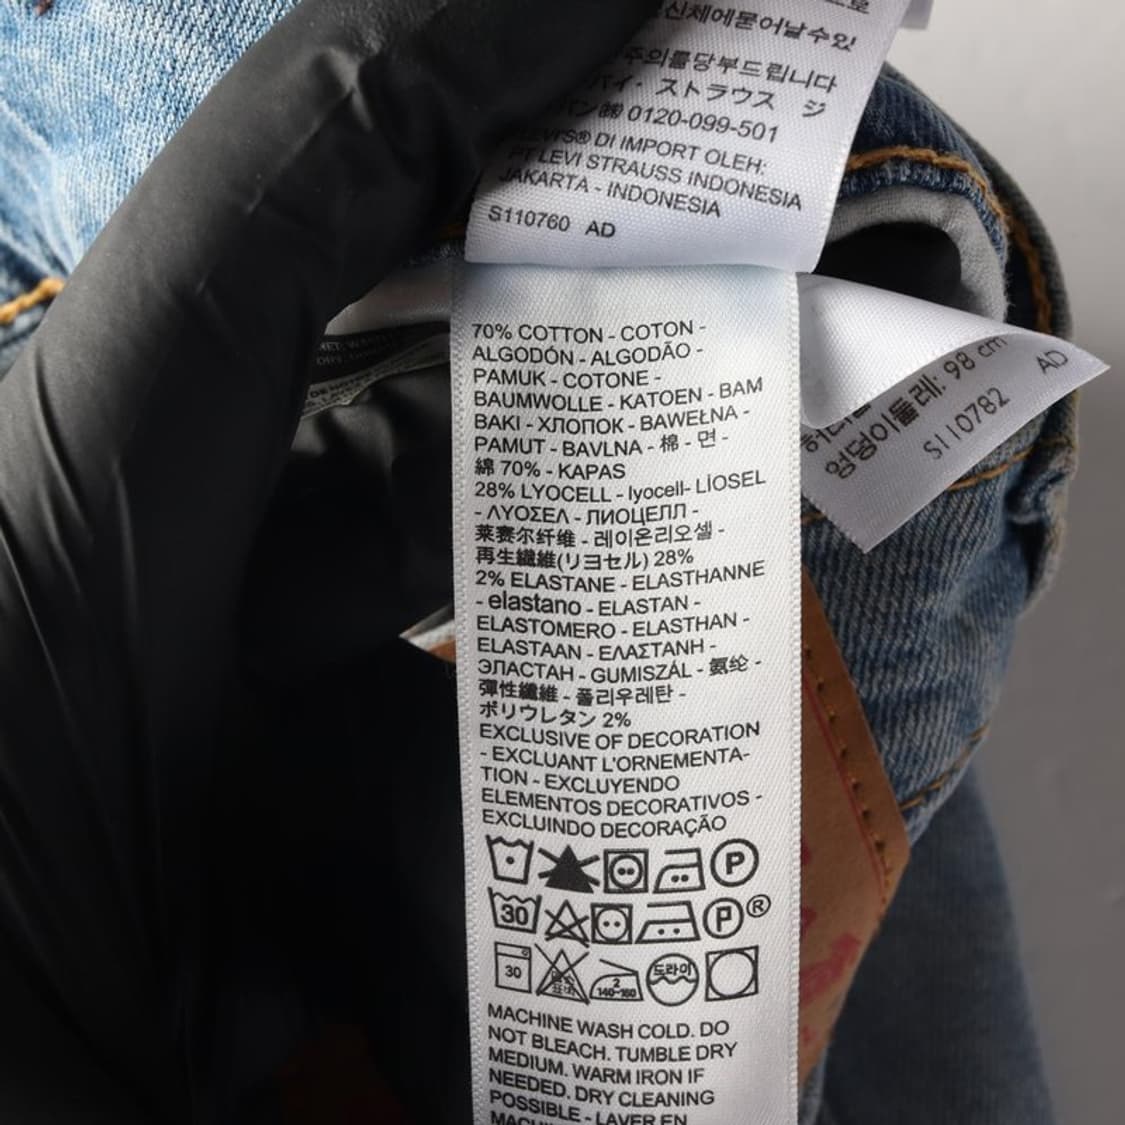 신체에묻어날수있
주의를당부드립니다
バイ· ストラウス ジ
パン㈱ 0120-099-501
LEVI'S® DI IMPORT OLEH:
PT LEVI STRAUSS INDONESIA
JAKARTA - INDONESIA
S110760 AD
70% COTTON - COTON -
ALGODÓN - ALGODÃO -
PAMUK - COTONE -
BAUMWOLLE - KATOEN - BAM
BAKI - ХЛОПОК - BAWEŁNA -
PAMUT - BAVLNA - 棉 - 면 -
綿 70% - KAPAS
28% LYOCELL - lyocell- LİOSEL
- ΛΥΟΣΕΛ - ЛИОЦЕЛЛ -
莱赛尔纤维 - 레이온리오셀 -
再生繊維(リヨセル) 28%
2% ELASTANE - ELASTHANNE
- elastano - ELASTAN -
ELASTOMERO - ELASTHAN -
ELASTAAN - ΕΛΑΣΤΑΝΗ -
ЭЛАСТАН - GUMISZÁL - 氨纶 -
彈性纖維 - 폴리우레탄 -
ポリウレタン 2%
EXCLUSIVE OF DECORATION
- EXCLUANT L'ORNEMENTA-
TION - EXCLUYENDO
ELEMENTOS DECORATIVOS -
EXCLUINDO DECORAÇÃO
P
30 P ®
30 2 140~160 드라이
MACHINE WASH COLD. DO
NOT BLEACH. TUMBLE DRY
MEDIUM. WARM IRON IF
NEEDED. DRY CLEANING
POSSIBLE - LAVER EN
엉덩이둘레: 98 cm
S110782 AD